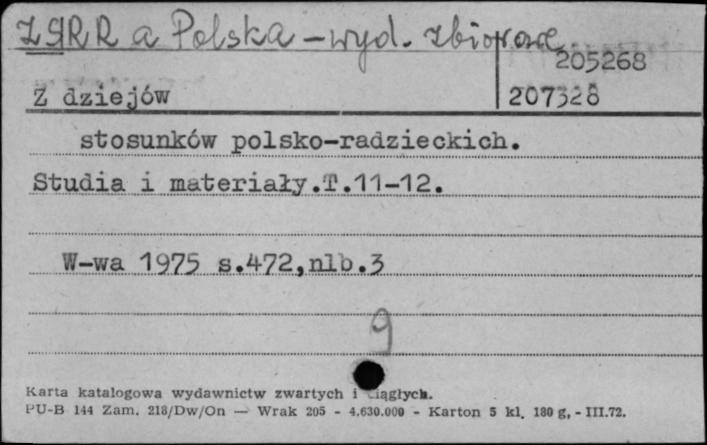 ZSRR a Polska – wyd. zbiorowe
205268
Z dziejów 207328
stosunków polsko-radzieckich.
Studia i materiały.T.11-12.
W-wa 1975 s.472,nlb.3
9
Karta katalogowa wydawnictw zwartych i ciągłych.
PU-B 144 Zam. 218/Dw/On — Wrak 205 - 4.630.000 - Karton 5 kl. 180 g, - III.72.